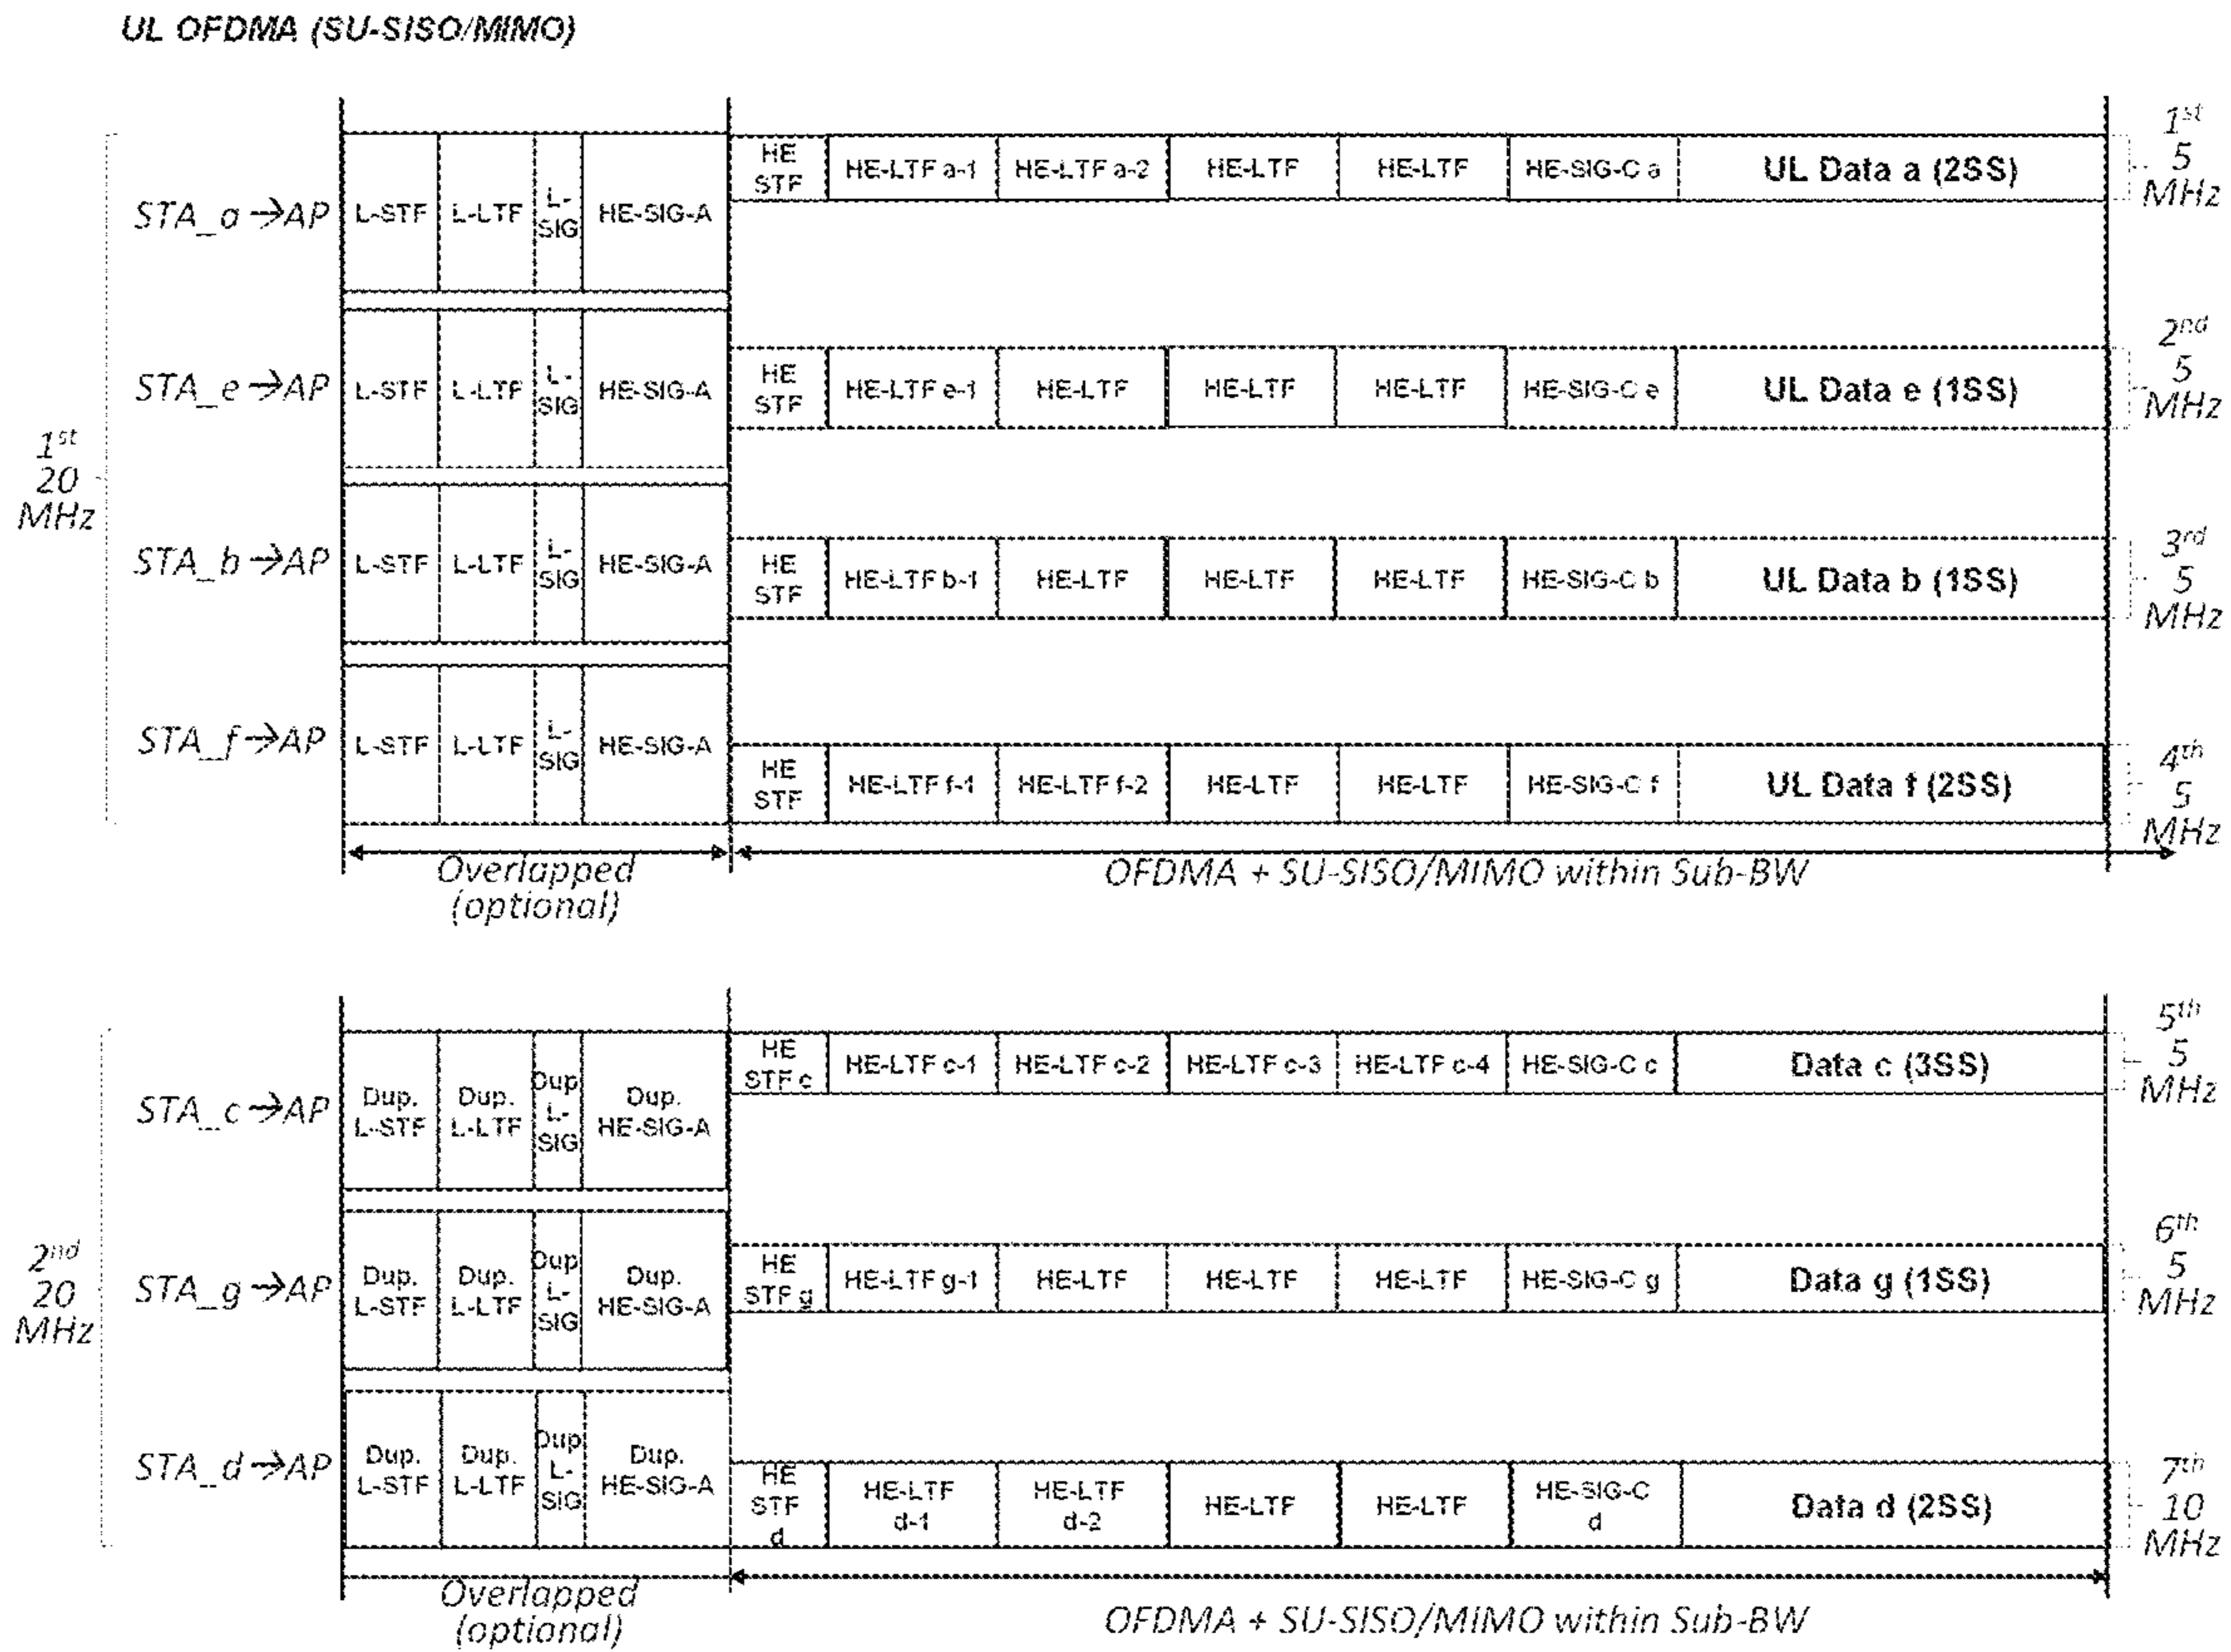 UL OFDMA (SU-SISO/MIMO)
1st
20
MHz
STA_a→AP
L-STF
L-LTF
L-
SIG
HE-SIG-A
HE
STF
HE-LTF a-1
HE-LTF a-2
HE-LTF
HE-LTF
HE-SIG-C a
UL Data a (2SS)
1st
5
MHz
STA_e→AP
L-STF
L-LTF
L-
SIG
HE-SIG-A
HE
STF
HE-LTF e-1
HE-LTF
HE-LTF
HE-LTF
HE-SIG-C e
UL Data e (1SS)
2nd
5
MHz
STA_b→AP
L-STF
L-LTF
L-
SIG
HE-SIG-A
HE
STF
HE-LTF b-1
HE-LTF
HE-LTF
HE-LTF
HE-SIG-C b
UL Data b (1SS)
3rd
5
MHz
STA_f→AP
L-STF
L-LTF
L-
SIG
HE-SIG-A
HE
STF
HE-LTF f-1
HE-LTF f-2
HE-LTF
HE-LTF
HE-SIG-C f
UL Data f (2SS)
4th
5
MHz
Overlapped
(optional)
OFDMA + SU-SISO/MIMO within Sub-BW
2nd
20
MHz
STA_c→AP
Dup.
L-STF
Dup.
L-LTF
Dup
L-
SIG
Dup.
HE-SIG-A
HE
STF c
HE-LTF c-1
HE-LTF c-2
HE-LTF c-3
HE-LTF c-4
HE-SIG-C c
Data c (3SS)
5th
5
MHz
STA_g→AP
Dup.
L-STF
Dup.
L-LTF
Dup
L-
SIG
Dup.
HE-SIG-A
HE
STF g
HE-LTF g-1
HE-LTF
HE-LTF
HE-LTF
HE-SIG-C g
Data g (1SS)
6th
5
MHz
STA_d→AP
Dup.
L-STF
Dup.
L-LTF
Dup
L-
SIG
Dup.
HE-SIG-A
HE
STF
d
HE-LTF
d-1
HE-LTF
d-2
HE-LTF
HE-LTF
HE-SIG-C
d
Data d (2SS)
7th
10
MHz
Overlapped
(optional)
OFDMA + SU-SISO/MIMO within Sub-BW